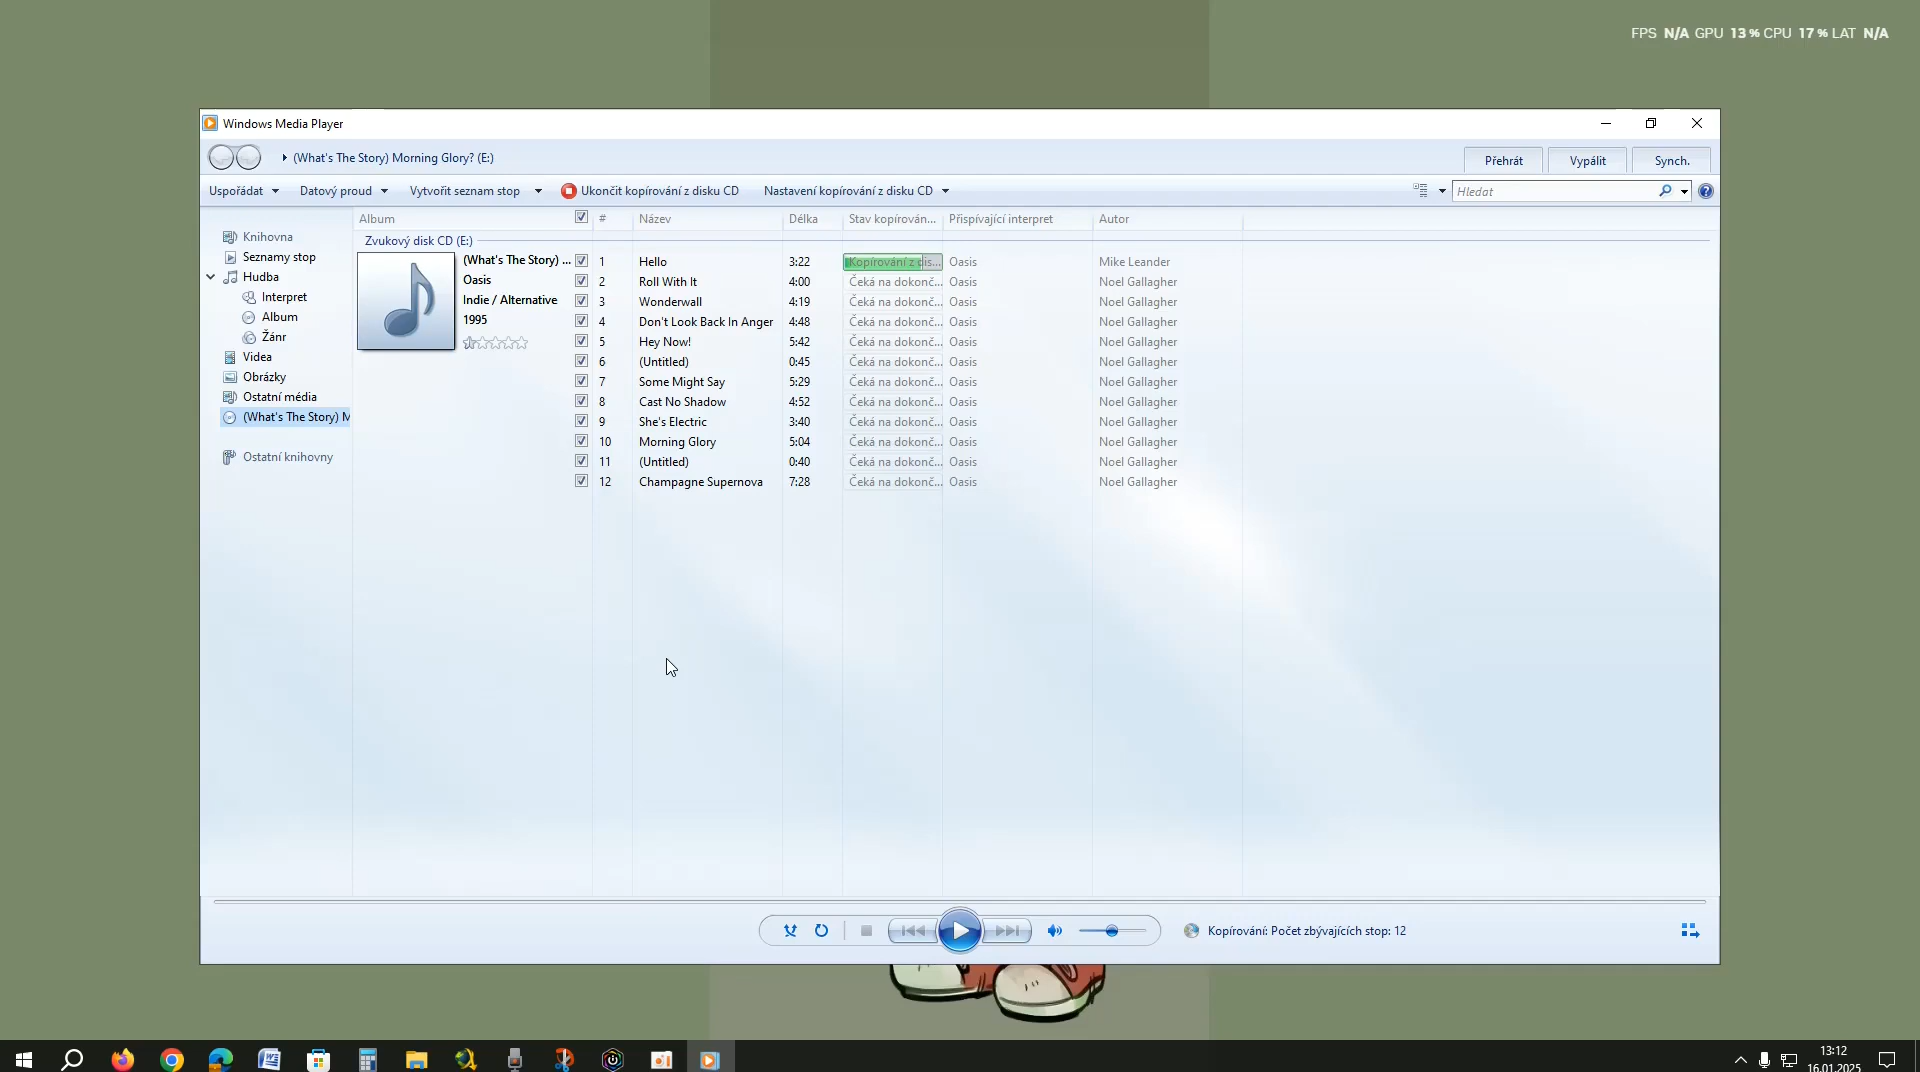 FPS N/A GPU 13 % CPU 17 % LAT N/A
Windows Media Player
(What's The Story) Morning Glory? (E:)
Přehrát Vypálit Synch.
Uspořádat Datový proud Vytvořit seznam stop Ukončit kopírování z disku CD Nastavení kopírování z disku CD Hledat
Album # Název Délka Stav kopírován... Přispívající interpret Autor
Knihovna
Seznamy stop
Hudba
Interpret
Album
Žánr
Videa
Obrázky
Ostatní média
(What's The Story) M
Ostatní knihovny
Zvukový disk CD (E:)
(What's The Story) ...
Oasis
Indie / Alternative
1995
1 Hello 3:22 Kopírování z dis... Oasis Mike Leander
2 Roll With It 4:00 Čeká na dokonč... Oasis Noel Gallagher
3 Wonderwall 4:19 Čeká na dokonč... Oasis Noel Gallagher
4 Don't Look Back In Anger 4:48 Čeká na dokonč... Oasis Noel Gallagher
5 Hey Now! 5:42 Čeká na dokonč... Oasis Noel Gallagher
6 (Untitled) 0:45 Čeká na dokonč... Oasis Noel Gallagher
7 Some Might Say 5:29 Čeká na dokonč... Oasis Noel Gallagher
8 Cast No Shadow 4:52 Čeká na dokonč... Oasis Noel Gallagher
9 She's Electric 3:40 Čeká na dokonč... Oasis Noel Gallagher
10 Morning Glory 5:04 Čeká na dokonč... Oasis Noel Gallagher
11 (Untitled) 0:40 Čeká na dokonč... Oasis Noel Gallagher
12 Champagne Supernova 7:28 Čeká na dokonč... Oasis Noel Gallagher
Kopírování: Počet zbývajících stop: 12
13:12
16.01.2025